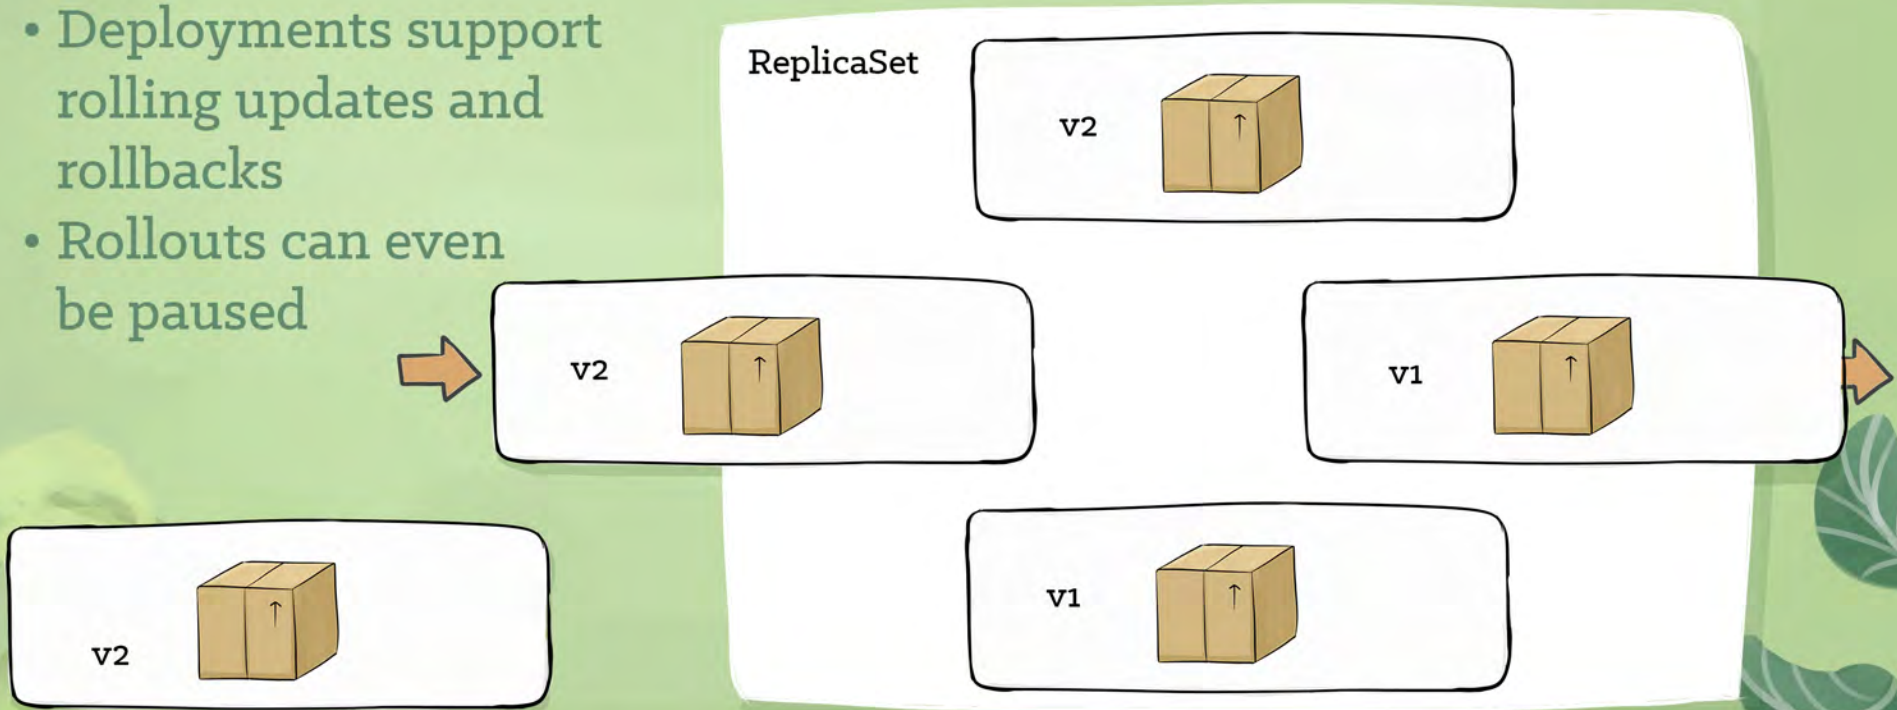 • Deployments support
rolling updates and
rollbacks
• Rollouts can even
be paused
ReplicaSet
v2
v2
v1
v1
v2